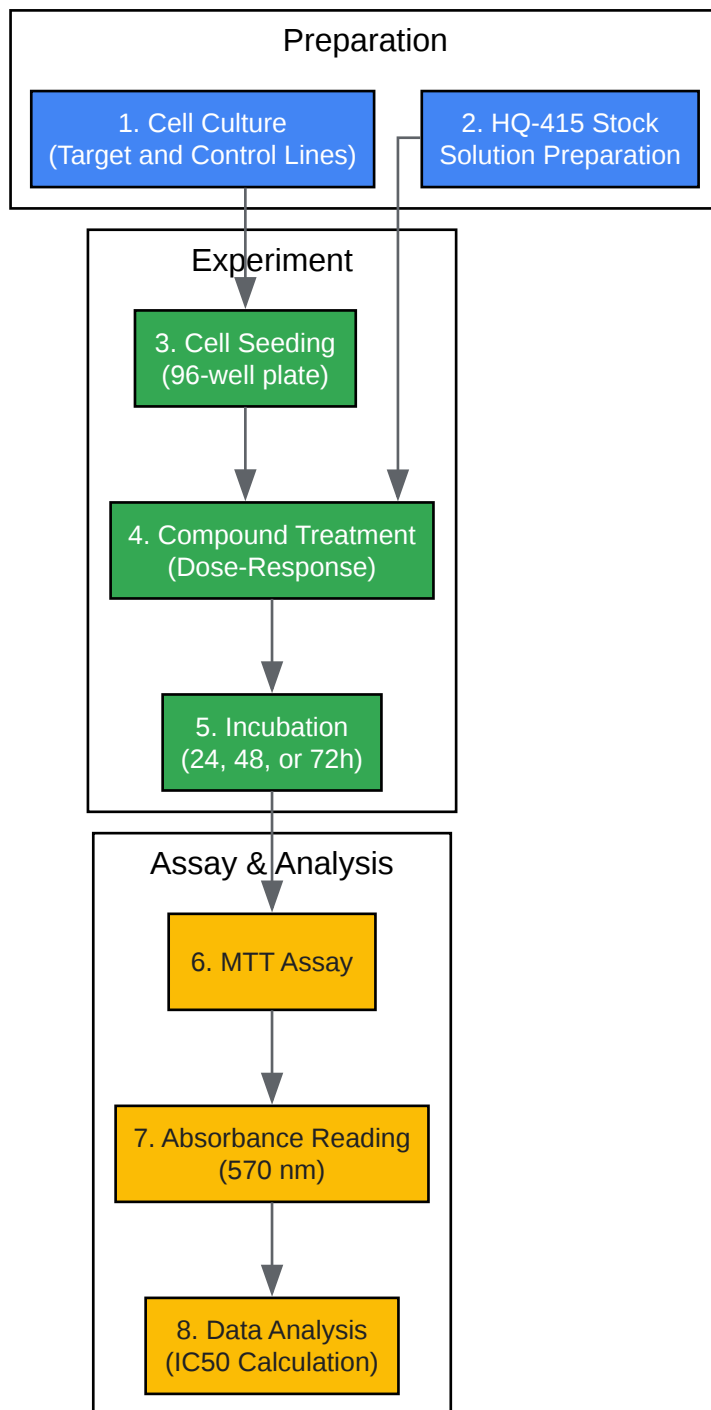 Preparation
1. Cell Culture
(Target and Control Lines)
2. HQ-415 Stock
Solution Preparation
Experiment
3. Cell Seeding
(96-well plate)
4. Compound Treatment
(Dose-Response)
5. Incubation
(24, 48, or 72h)
Assay & Analysis
6. MTT Assay
7. Absorbance Reading
(570 nm)
8. Data Analysis
(IC50 Calculation)